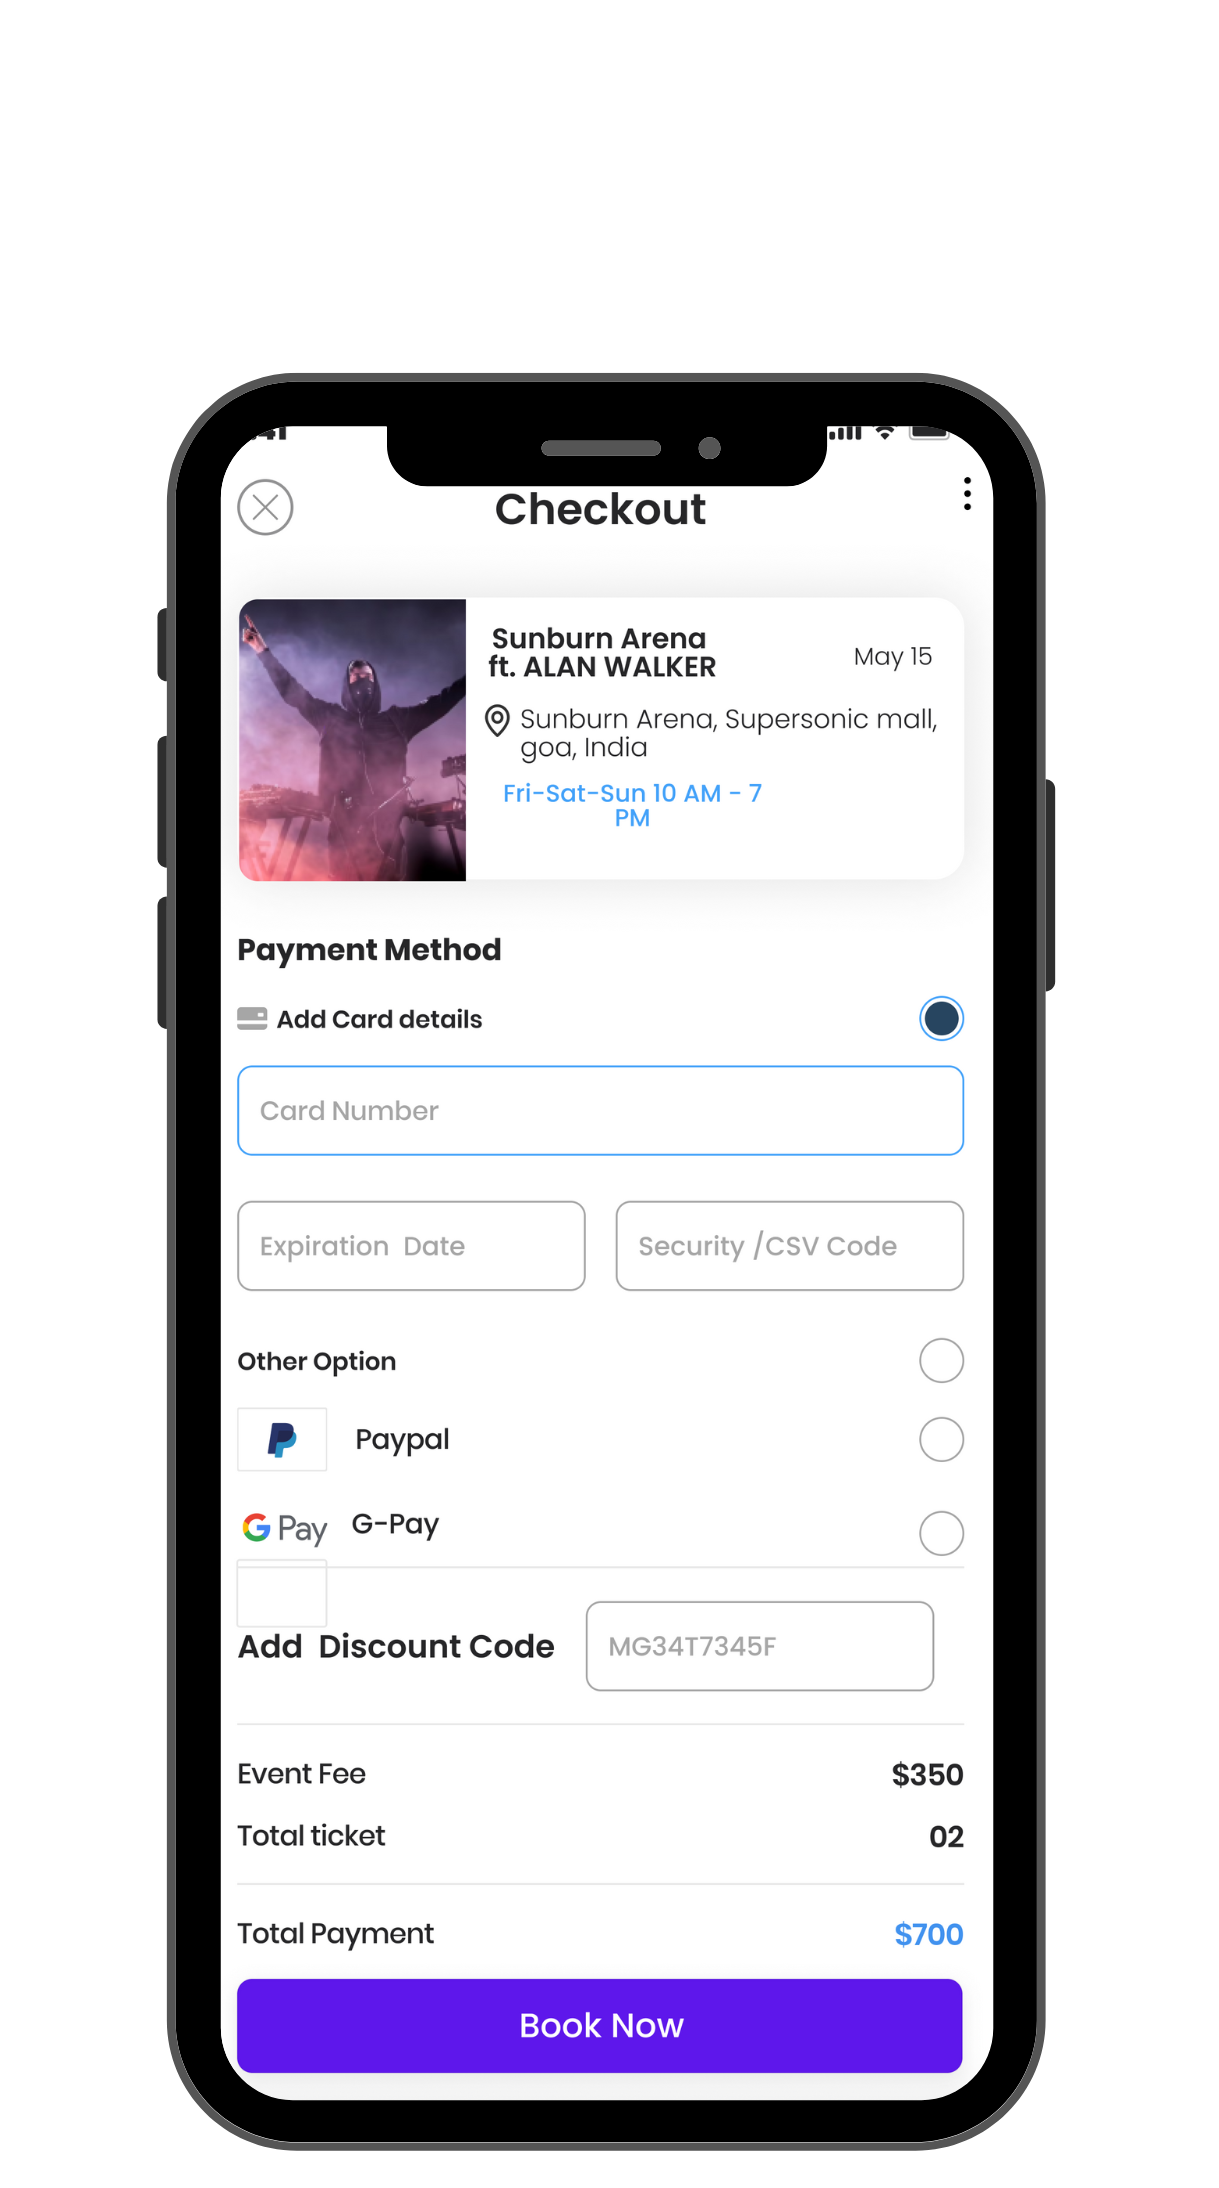 Checkout
Sunburn Arena
ft. ALAN WALKER
May 15
Sunburn Arena, Supersonic mall,
goa, India
Fri-Sat-Sun 10 AM - 7
PM
Payment Method
Add Card details
Card Number
Expiration  Date
Security /CSV Code
Other Option
Paypal
G Pay G-Pay
Add  Discount Code
MG34T7345F
Event Fee $350
Total ticket 02
Total Payment $700
Book Now